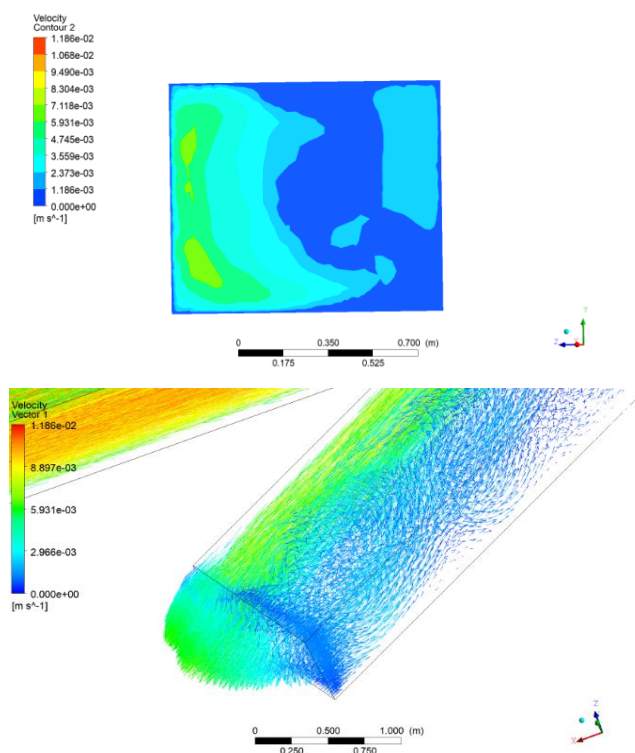 Velocity
Contour 2
1.186e-02
1.068e-02
9.490e-03
8.304e-03
7.118e-03
5.931e-03
4.745e-03
3.559e-03
2.373e-03
1.186e-03
0.000e+00
[m s^-1]
0 0.350 0.700 (m)
0.175 0.525
Y
Z
Velocity
Vector 1
1.186e-02
8.897e-03
5.931e-03
2.966e-03
0.000e+00
[m s^-1]
0 0.500 1.000 (m)
0.250 0.750
Z
X